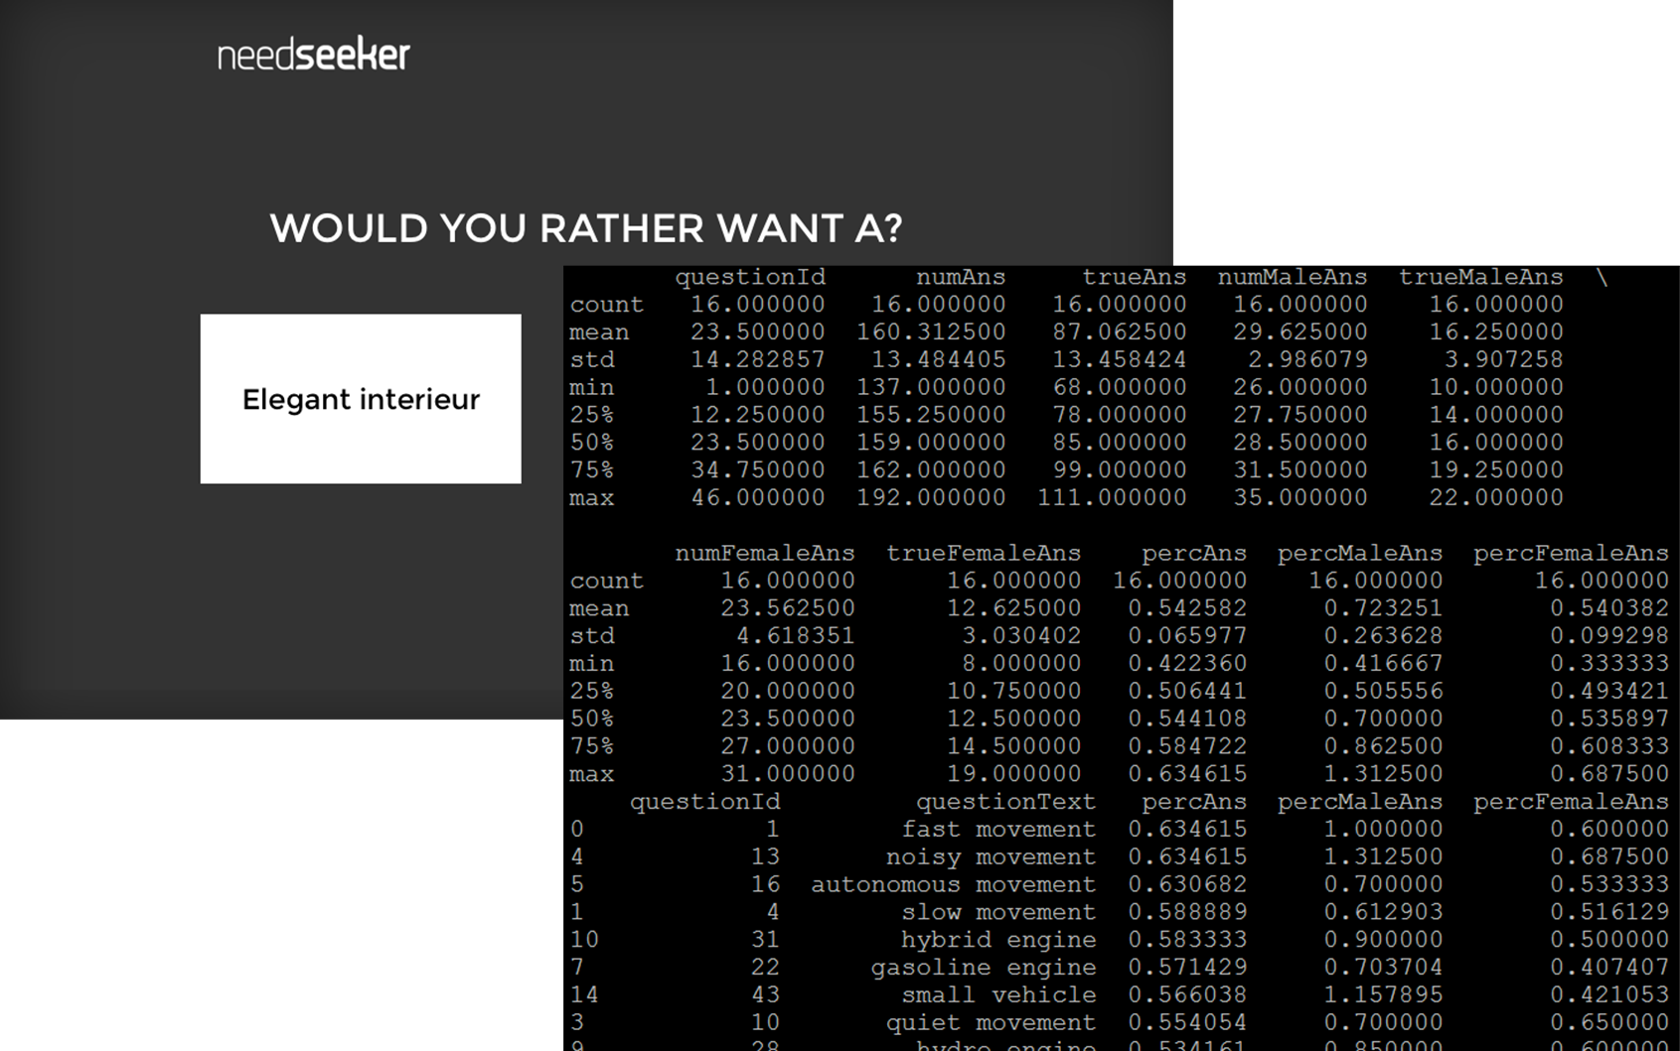 needseeker
WOULD YOU RATHER WANT A?
Elegant interieur
questionId numAns trueAns numMaleAns trueMaleAns \
count 16.000000 16.000000 16.000000 16.000000 16.000000
mean 23.500000 160.312500 87.062500 29.625000 16.250000
std 14.282857 13.484405 13.458424 2.986079 3.907258
min 1.000000 137.000000 68.000000 26.000000 10.000000
25% 12.250000 155.250000 78.000000 27.750000 14.000000
50% 23.500000 159.000000 85.000000 28.500000 16.000000
75% 34.750000 162.000000 99.000000 31.500000 19.250000
max 46.000000 192.000000 111.000000 35.000000 22.000000
numFemaleAns trueFemaleAns percAns percMaleAns percFemaleAns
count 16.000000 16.000000 16.000000 16.000000 16.000000
mean 23.562500 12.625000 0.542582 0.723251 0.540382
std 4.618351 3.030402 0.065977 0.263628 0.099298
min 16.000000 8.000000 0.422360 0.416667 0.333333
25% 20.000000 10.750000 0.506441 0.505556 0.493421
50% 23.500000 12.500000 0.544108 0.700000 0.535897
75% 27.000000 14.500000 0.584722 0.862500 0.608333
max 31.000000 19.000000 0.634615 1.312500 0.687500
questionId questionText percAns percMaleAns percFemaleAns
0 1 fast movement 0.634615 1.000000 0.600000
4 13 noisy movement 0.634615 1.312500 0.687500
5 16 autonomous movement 0.630682 0.700000 0.533333
1 4 slow movement 0.588889 0.612903 0.516129
10 31 hybrid engine 0.583333 0.900000 0.500000
7 22 gasoline engine 0.571429 0.703704 0.407407
14 43 small vehicle 0.566038 1.157895 0.421053
3 10 quiet movement 0.554054 0.700000 0.650000
9 28 hydro engine 0.534161 0.850000 0.600000